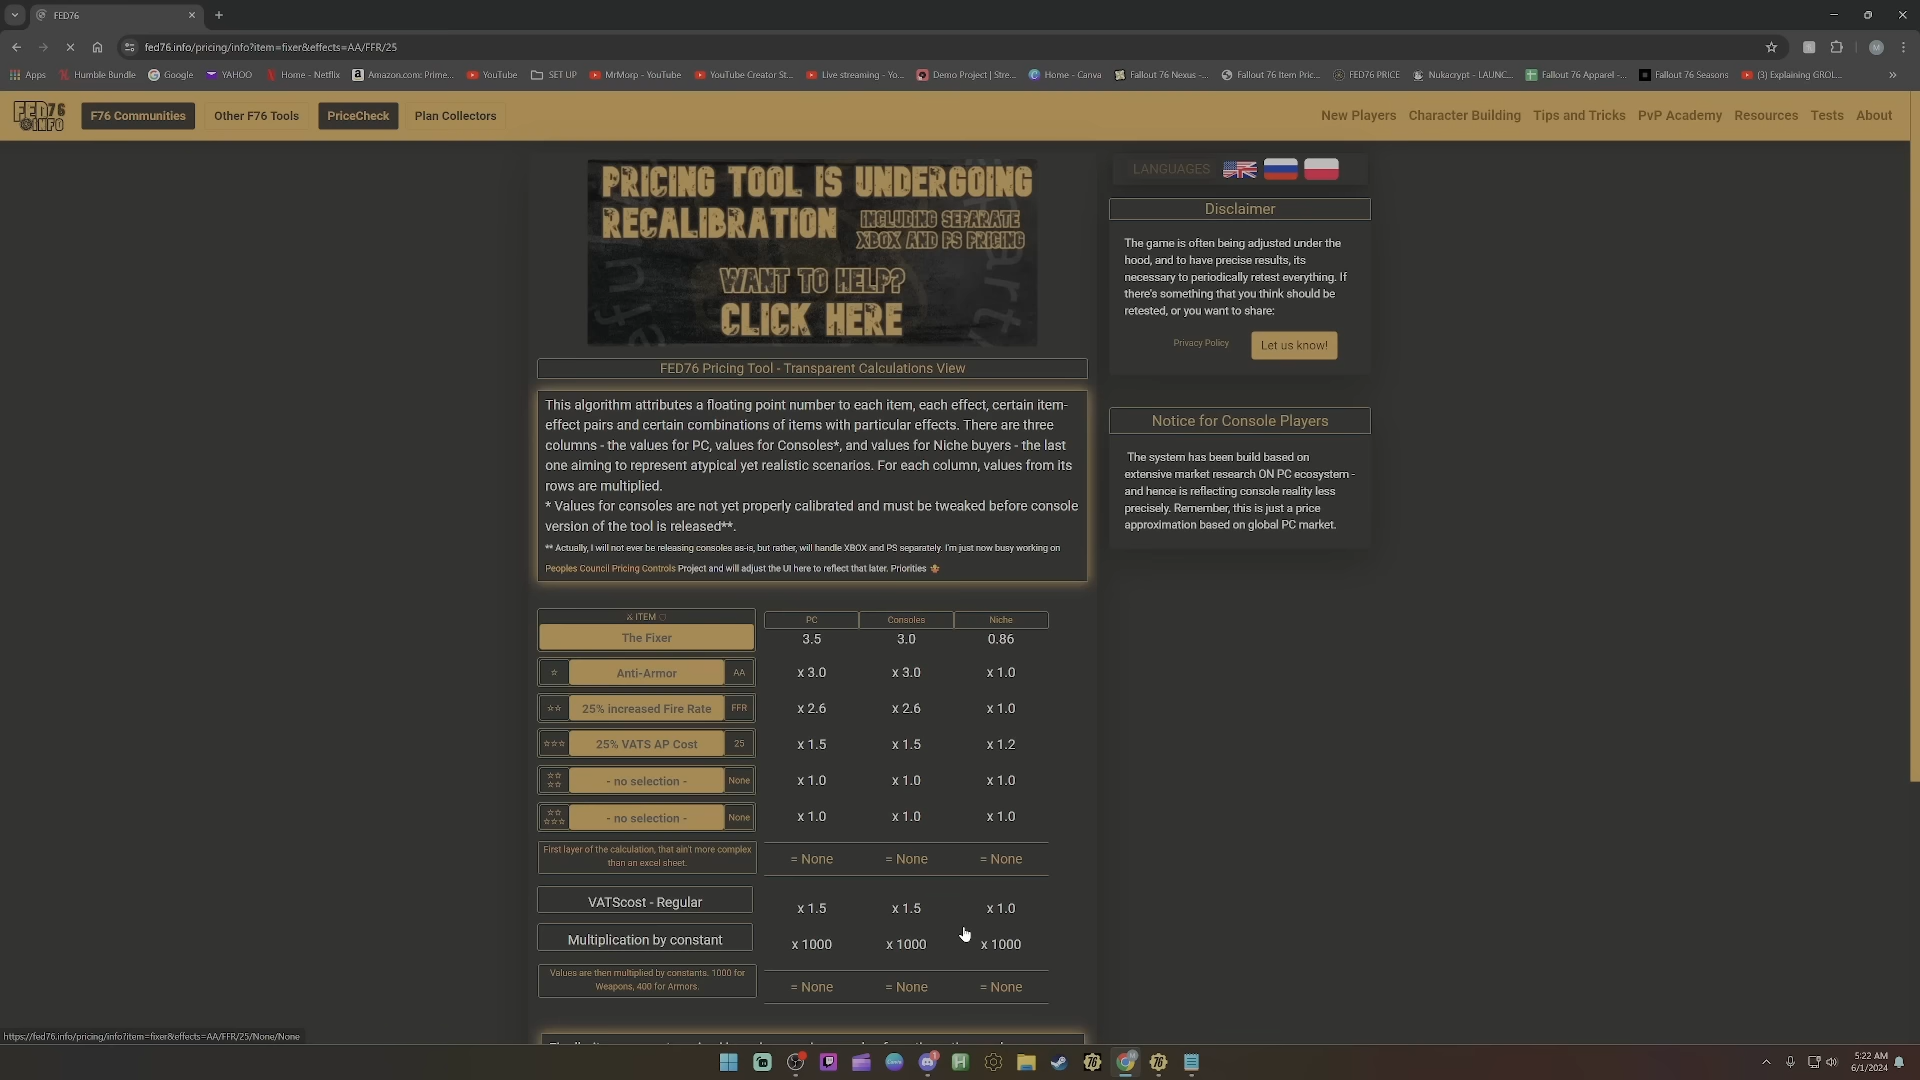 FED76
fed76.info/pricing/info?item=fixer&effects=AA/FFR/25
M
Apps
Humble Bundle
Google
YAHOO
Home - Netflix
Amazon.com: Prime...
YouTube
SET UP
MrMorp - YouTube
YouTube Creator St...
Live streaming - Yo...
Demo Project | Stre...
Home - Canva
Fallout 76 Nexus -...
Fallout 76 Item Pric...
FED76 PRICE
Nukacrypt - LAUNC...
Fallout 76 Apparel -...
Fallout 76 Seasons
(3) Explaining GROL...
FED76
INFO
F76 Communities
Other F76 Tools
PriceCheck
Plan Collectors
New Players
Character Building
Tips and Tricks
PvP Academy
Resources
Tests
About
PRICING TOOL IS UNDERGOING
RECALIBRATION
INCLUDING SEPARATE
XBOX AND PS PRICING
WANT TO HELP?
CLICK HERE
LANGUAGES
Disclaimer
The game is often being adjusted under the
hood, and to have precise results, its
necessary to periodically retest everything. If
there's something that you think should be
retested, or you want to share:
Privacy Policy
Let us know!
FED76 Pricing Tool - Transparent Calculations View
This algorithm attributes a floating point number to each item, each effect, certain item-
effect pairs and certain combinations of items with particular effects. There are three
columns - the values for PC, values for Consoles*, and values for Niche buyers - the last
one aiming to represent atypical yet realistic scenarios. For each column, values from its
rows are multiplied.
* Values for consoles are not yet properly calibrated and must be tweaked before console
version of the tool is released**.
** Actually, I will not ever be releasing consoles as-is, but rather, will handle XBOX and PS separately. I'm just now busy working on
Peoples Council Pricing Controls Project and will adjust the UI here to reflect that later. Priorities
Notice for Console Players
The system has been build based on
extensive market research ON PC ecosystem -
and hence is reflecting console reality less
precisely. Remember, this is just a price
approximation based on global PC market.
ITEM PC Consoles Niche
The Fixer 3.5 3.0 0.86
Anti-Armor AA x 3.0 x 3.0 x 1.0
25% increased Fire Rate FFR x 2.6 x 2.6 x 1.0
25% VATS AP Cost 25 x 1.5 x 1.5 x 1.2
- no selection - None x 1.0 x 1.0 x 1.0
- no selection - None x 1.0 x 1.0 x 1.0
First layer of the calculation, that ain't more complex
than an excel sheet.
= None = None = None
VATScost - Regular x 1.5 x 1.5 x 1.0
Multiplication by constant x 1000 x 1000 x 1000
Values are then multiplied by constants. 1000 for
Weapons, 400 for Armors.
= None = None = None
https://fed76.info/pricing/info?item=fixer&effects=AA/FFR/25/None/None
5:22 AM
6/1/2024